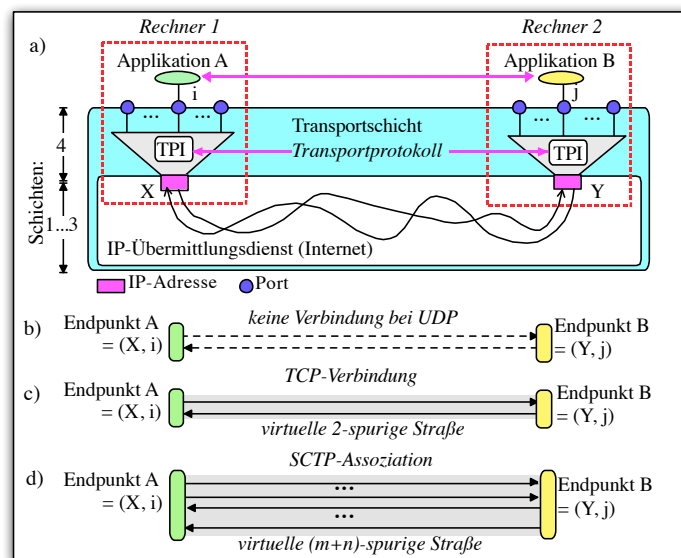 Rechner 1
Rechner 2
a)
Applikation A
Applikation B
i
j
...
...
...
...
Transportschicht
TPI
Transportprotokoll
TPI
Schichten:
4
1...3
X
Y
IP-Übermittlungsdienst (Internet)
IP-Adresse
Port
b)
Endpunkt A
= (X, i)
keine Verbindung bei UDP
Endpunkt B
= (Y, j)
c)
Endpunkt A
= (X, i)
TCP-Verbindung
virtuelle 2-spurige Straße
Endpunkt B
= (Y, j)
d)
Endpunkt A
= (X, i)
SCTP-Assoziation
...
...
virtuelle (m+n)-spurige Straße
Endpunkt B
= (Y, j)